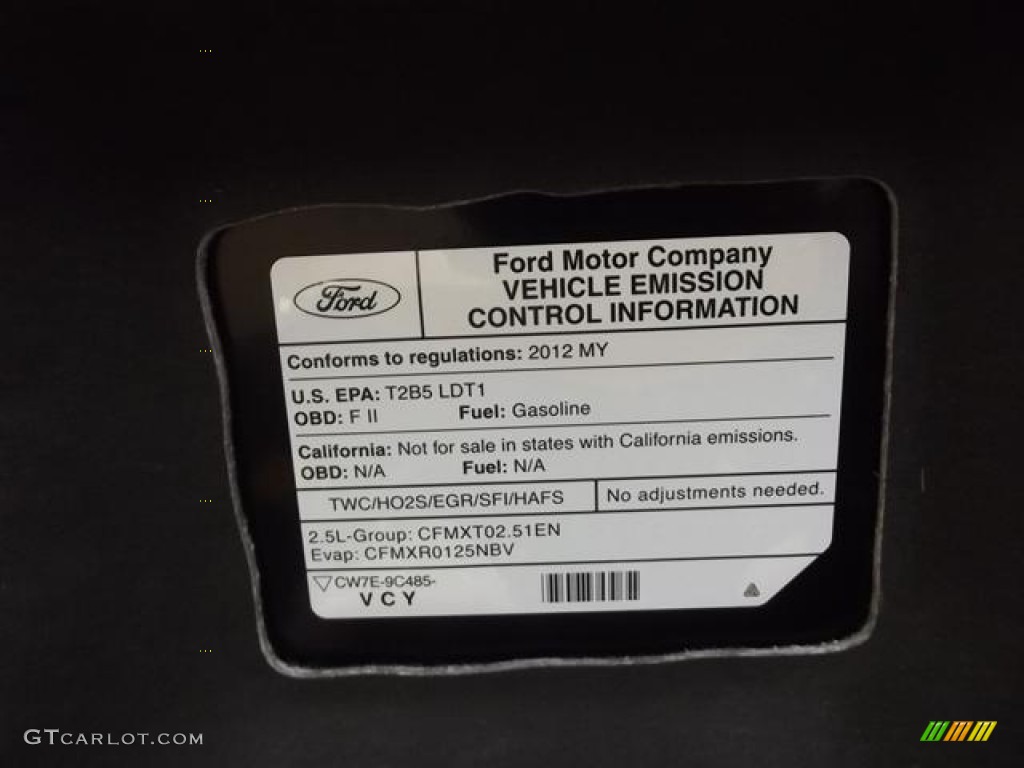 Ford
Ford Motor Company
VEHICLE EMISSION
CONTROL INFORMATION
Conforms to regulations: 2012 MY
U.S. EPA: T2B5 LDT1
OBD: F II Fuel: Gasoline
California: Not for sale in states with California emissions.
OBD: N/A Fuel: N/A
TWC/HO2S/EGR/SFI/HAFS
No adjustments needed.
2.5L-Group: CFMXT02.51EN
Evap: CFMXR0125NBV
CW7E-9C485-
V C Y
GTCARLOT.COM